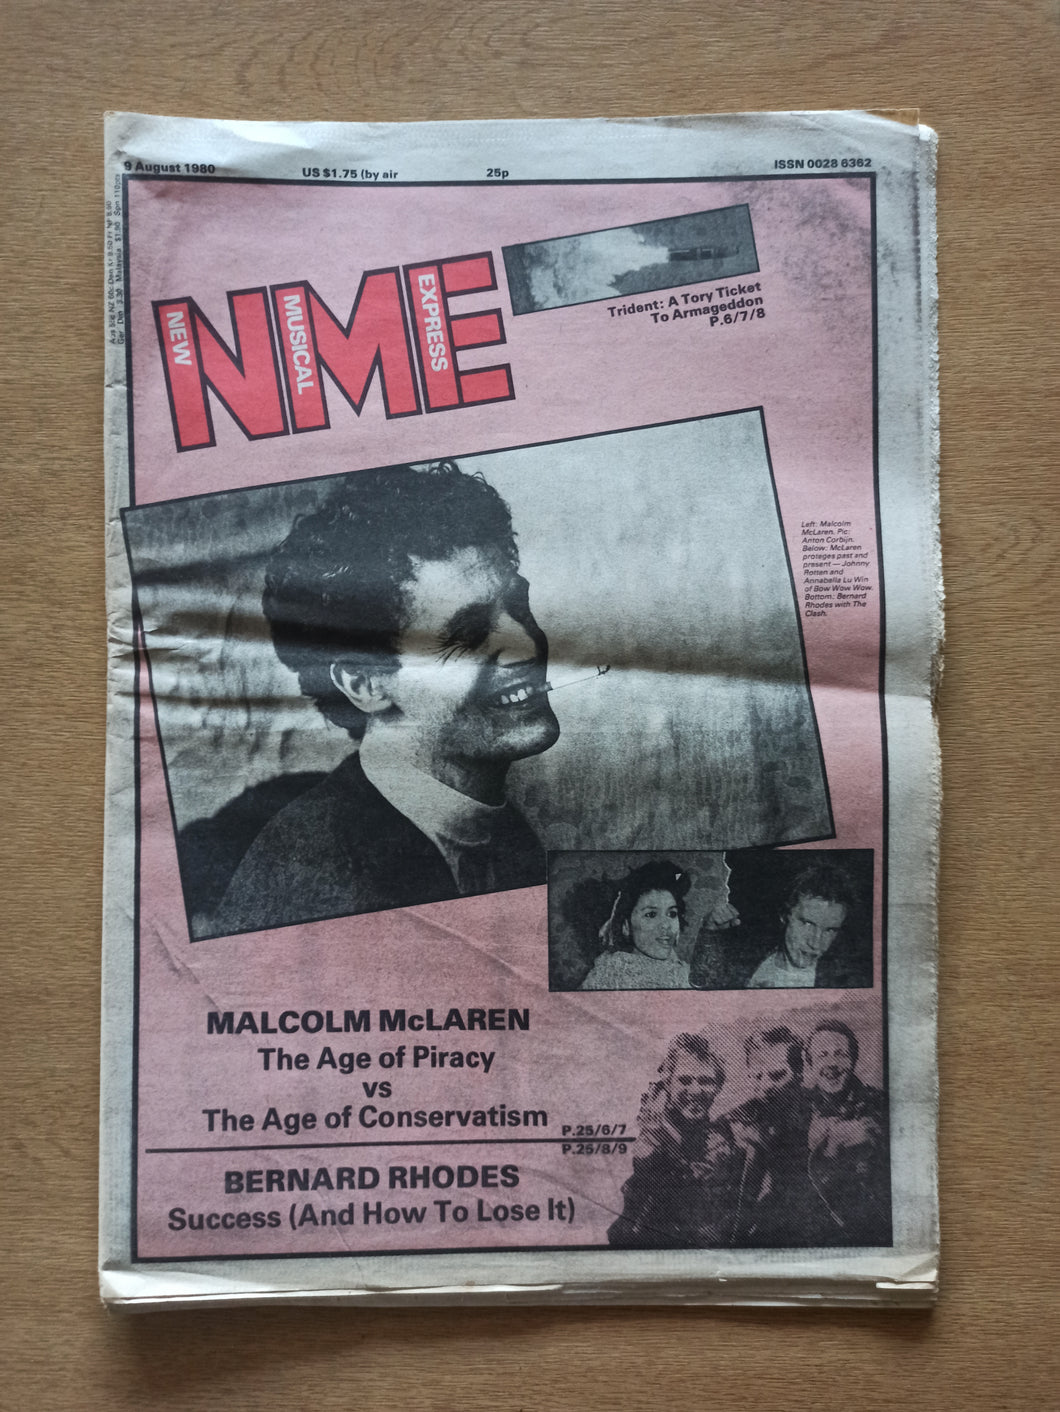 9 August 1980
US $1.75 (by air
25p
ISSN 0028 6362
NEW
MUSICAL
EXPRESS
NME
Trident: A Tory Ticket
To Armageddon
P.6/7/8
Left: Malcolm
McLaren. Pic:
Anton Corbijn.
Below: McLaren
proteges past and
present — Johnny
Rotten and
Annabella Lu Win
of Bow Wow Wow.
Bottom: Bernard
Rhodes with The
Clash.
MALCOLM McLAREN
The Age of Piracy
vs
The Age of Conservatism
P.25/6/7
P.25/8/9
BERNARD RHODES
Success (And How To Lose It)